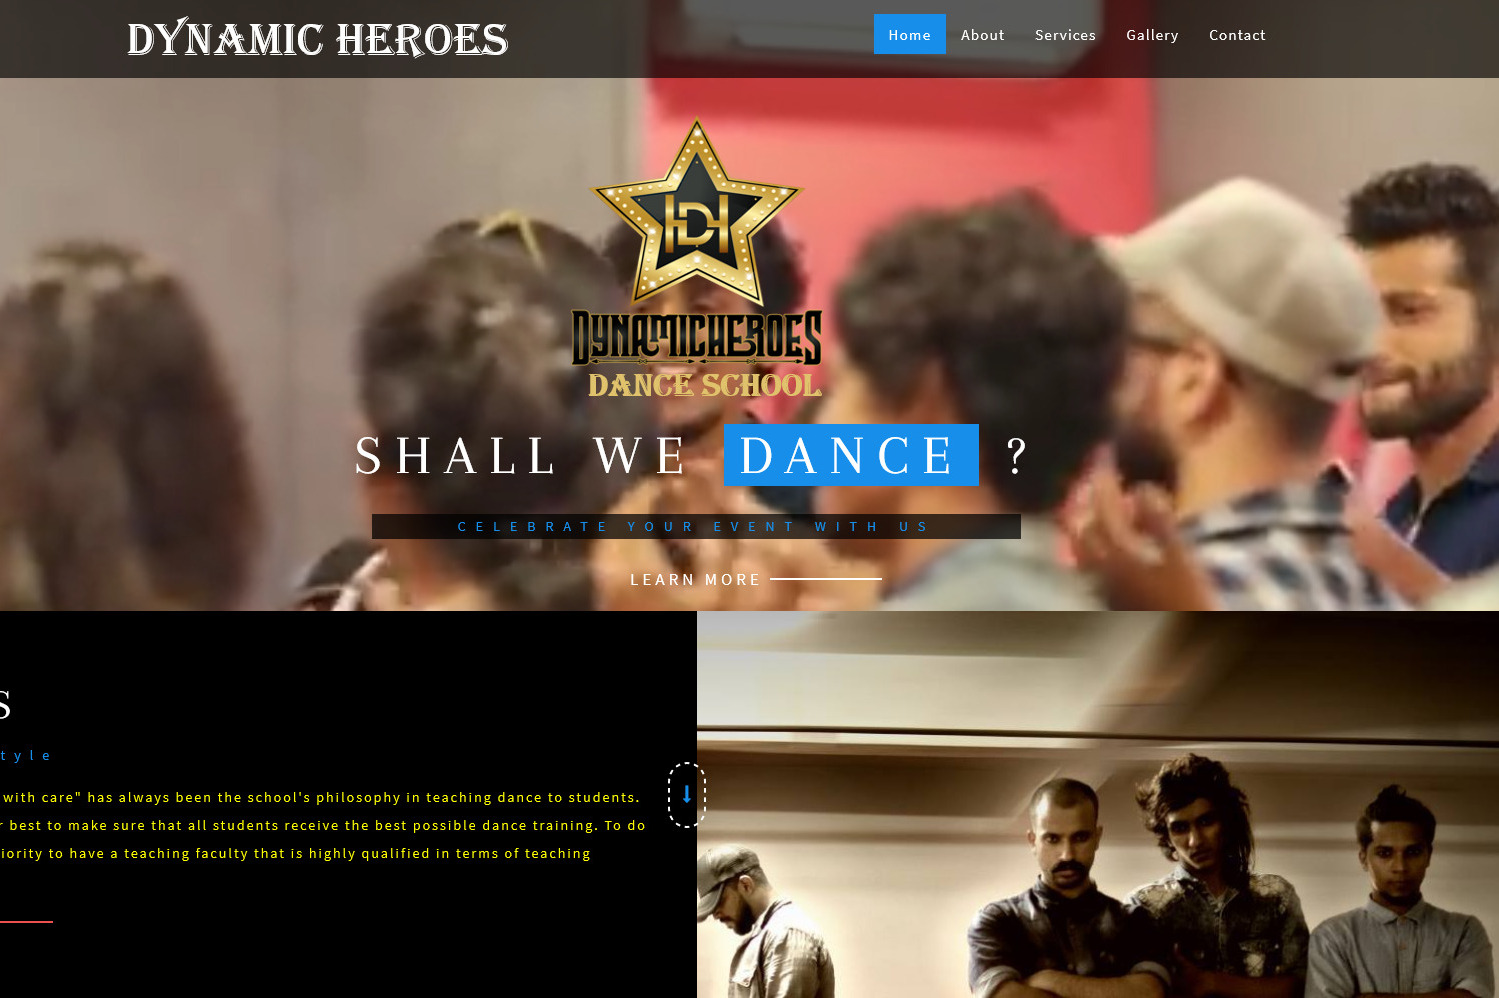 DYNAMIC HEROES
Home About Services Gallery Contact
DH
DYNAMICHEROES
DANCE SCHOOL
SHALL WE DANCE ?
CELEBRATE YOUR EVENT WITH US
LEARN MORE
S
tyle
with care" has always been the school's philosophy in teaching dance to students.
r best to make sure that all students receive the best possible dance training. To do
iority to have a teaching faculty that is highly qualified in terms of teaching